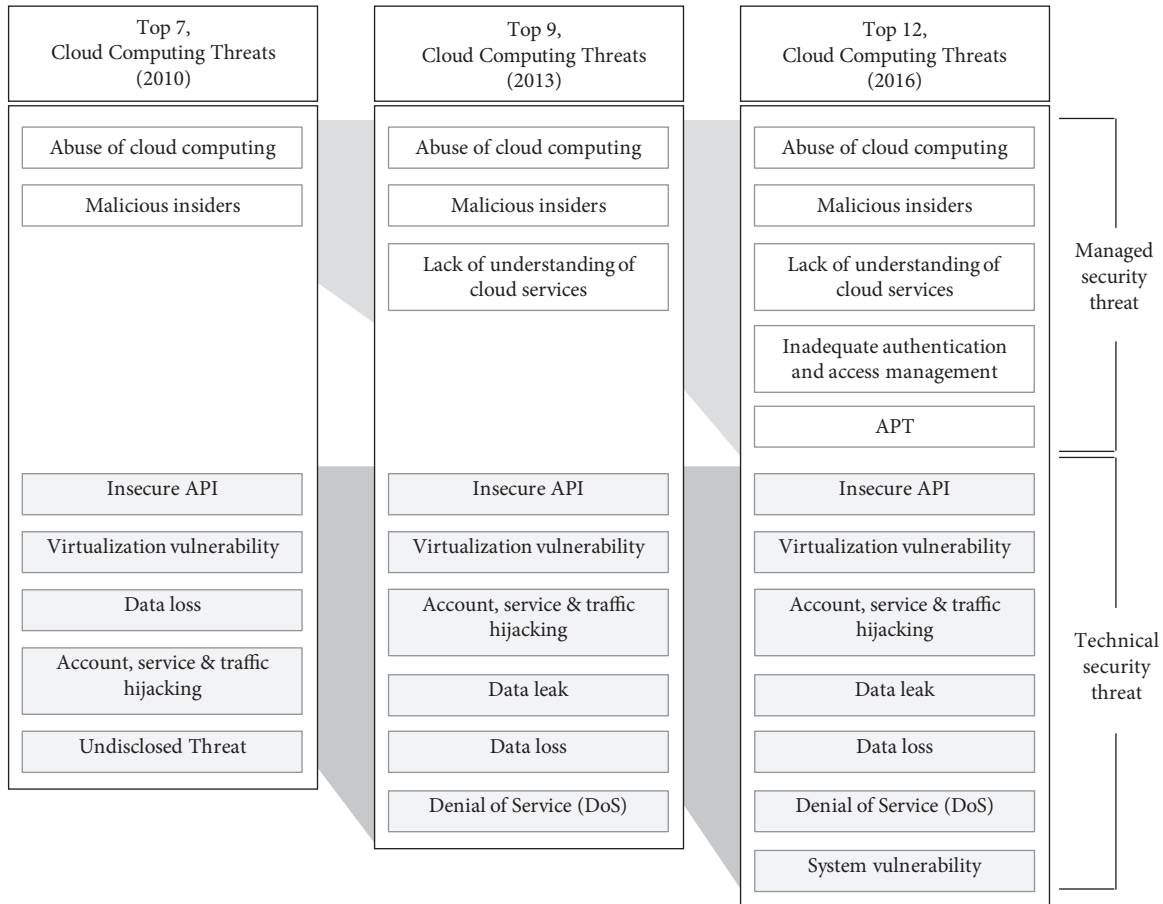 Top 7,
Cloud Computing Threats
(2010)
Abuse of cloud computing
Malicious insiders
Insecure API
Virtualization vulnerability
Data loss
Account, service & traffic
hijacking
Undisclosed Threat
Top 9,
Cloud Computing Threats
(2013)
Abuse of cloud computing
Malicious insiders
Lack of understanding of
cloud services
Insecure API
Virtualization vulnerability
Account, service & traffic
hijacking
Data leak
Data loss
Denial of Service (DoS)
Top 12,
Cloud Computing Threats
(2016)
Abuse of cloud computing
Malicious insiders
Lack of understanding of
cloud services
Inadequate authentication
and access management
APT
Insecure API
Virtualization vulnerability
Account, service & traffic
hijacking
Data leak
Data loss
Denial of Service (DoS)
System vulnerability
Managed
security
threat
Technical
security
threat